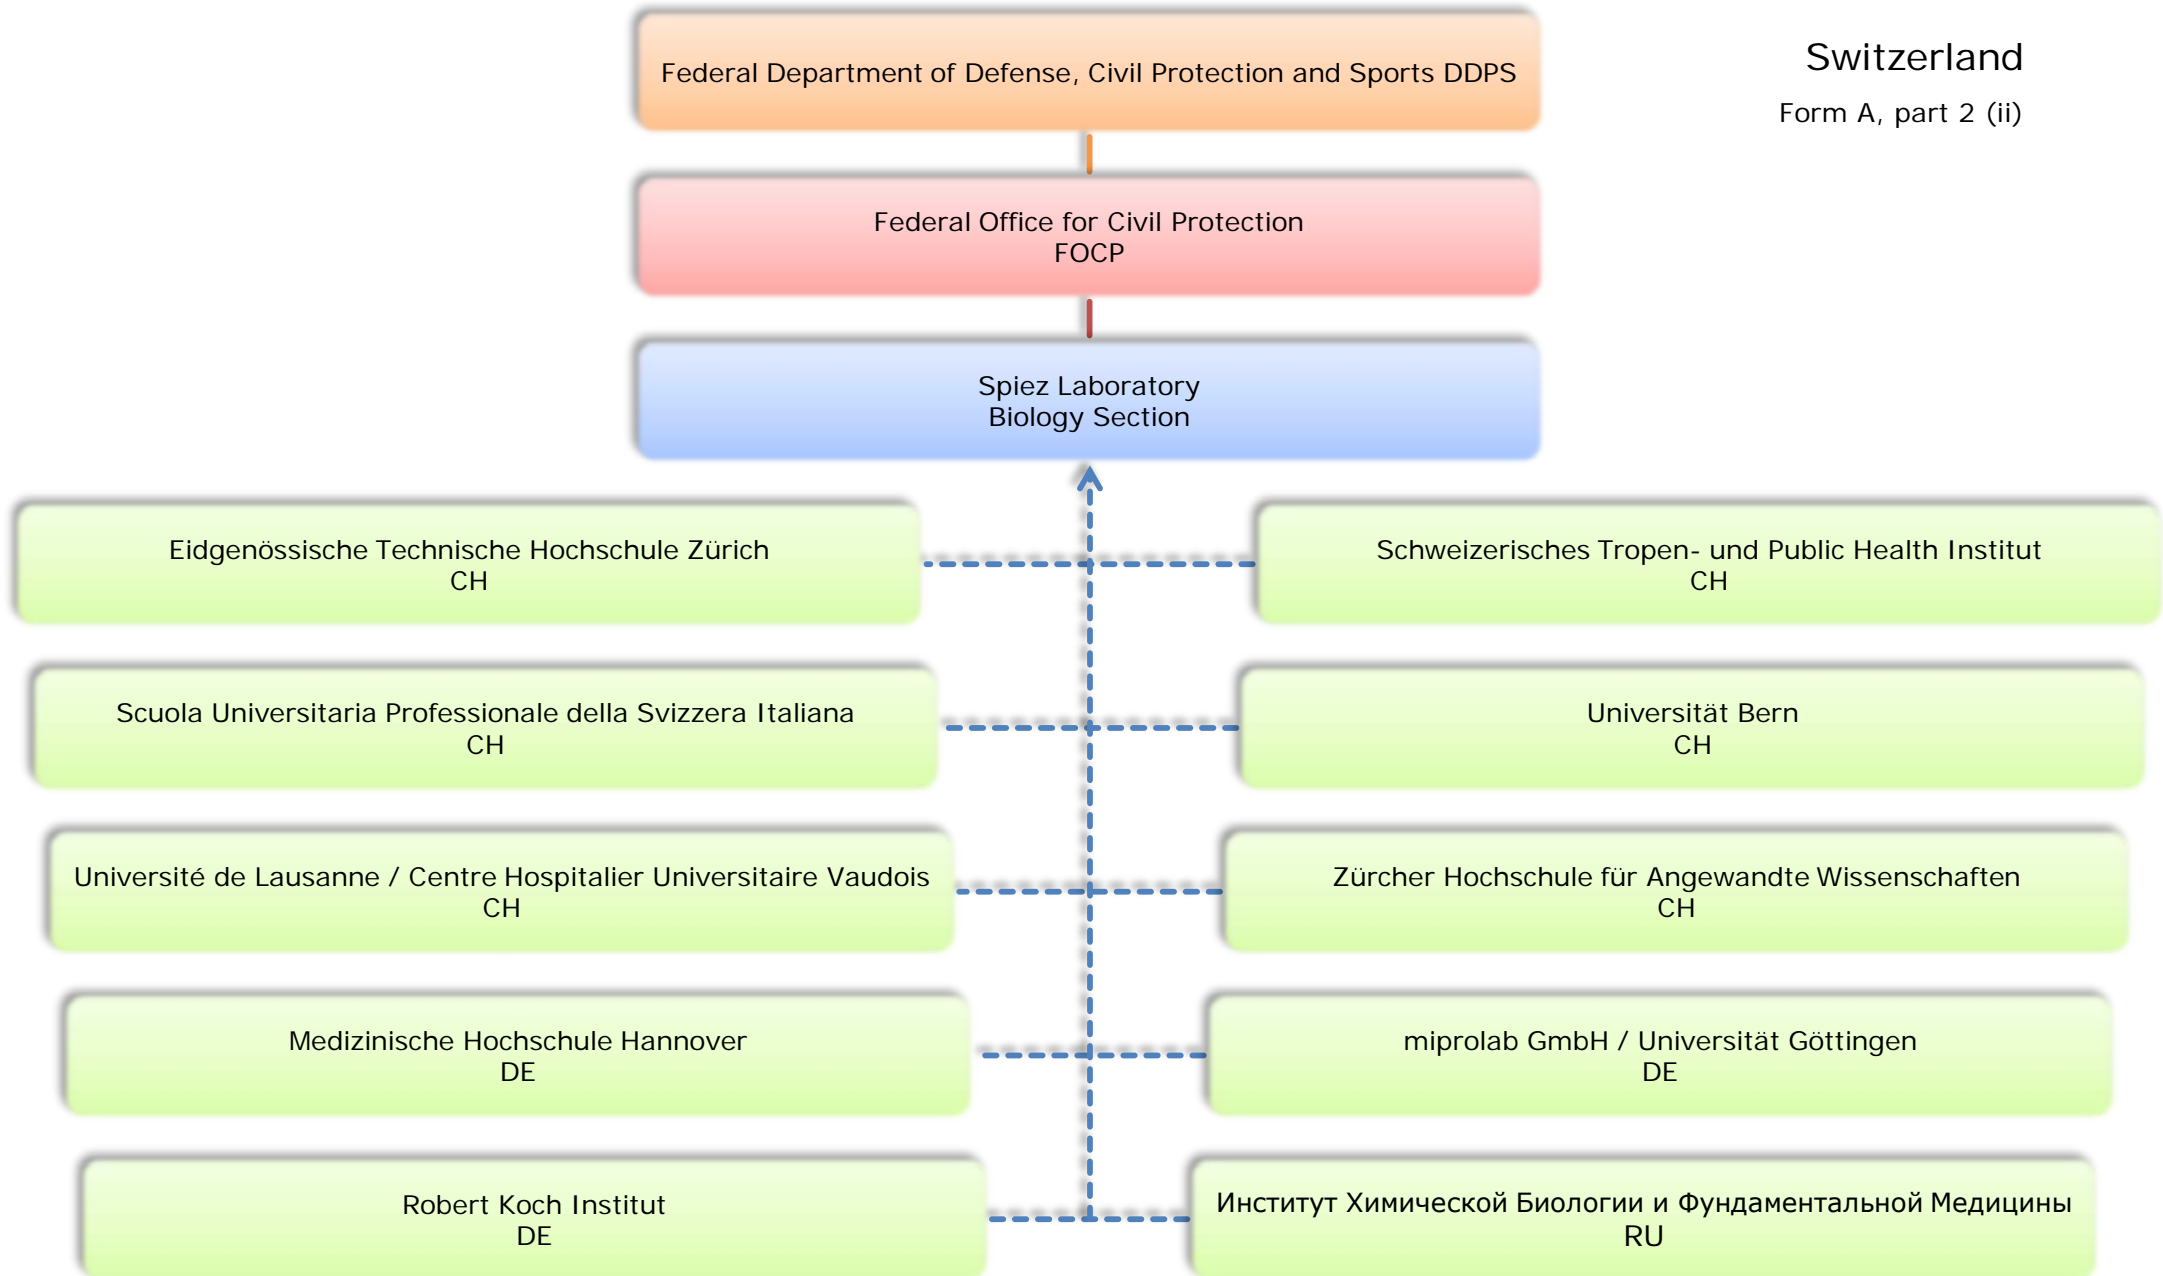 Switzerland
Form A, part 2 (ii)
Federal Department of Defense, Civil Protection and Sports DDPS
Federal Office for Civil Protection
FOCP
Spiez Laboratory
Biology Section
Eidgenössische Technische Hochschule Zürich
CH
Schweizerisches Tropen- und Public Health Institut
CH
Scuola Universitaria Professionale della Svizzera Italiana
CH
Universität Bern
CH
Université de Lausanne / Centre Hospitalier Universitaire Vaudois
CH
Zürcher Hochschule für Angewandte Wissenschaften
CH
Medizinische Hochschule Hannover
DE
miprolab GmbH / Universität Göttingen
DE
Robert Koch Institut
DE
Институт Химической Биологии и Фундаментальной Медицины
RU